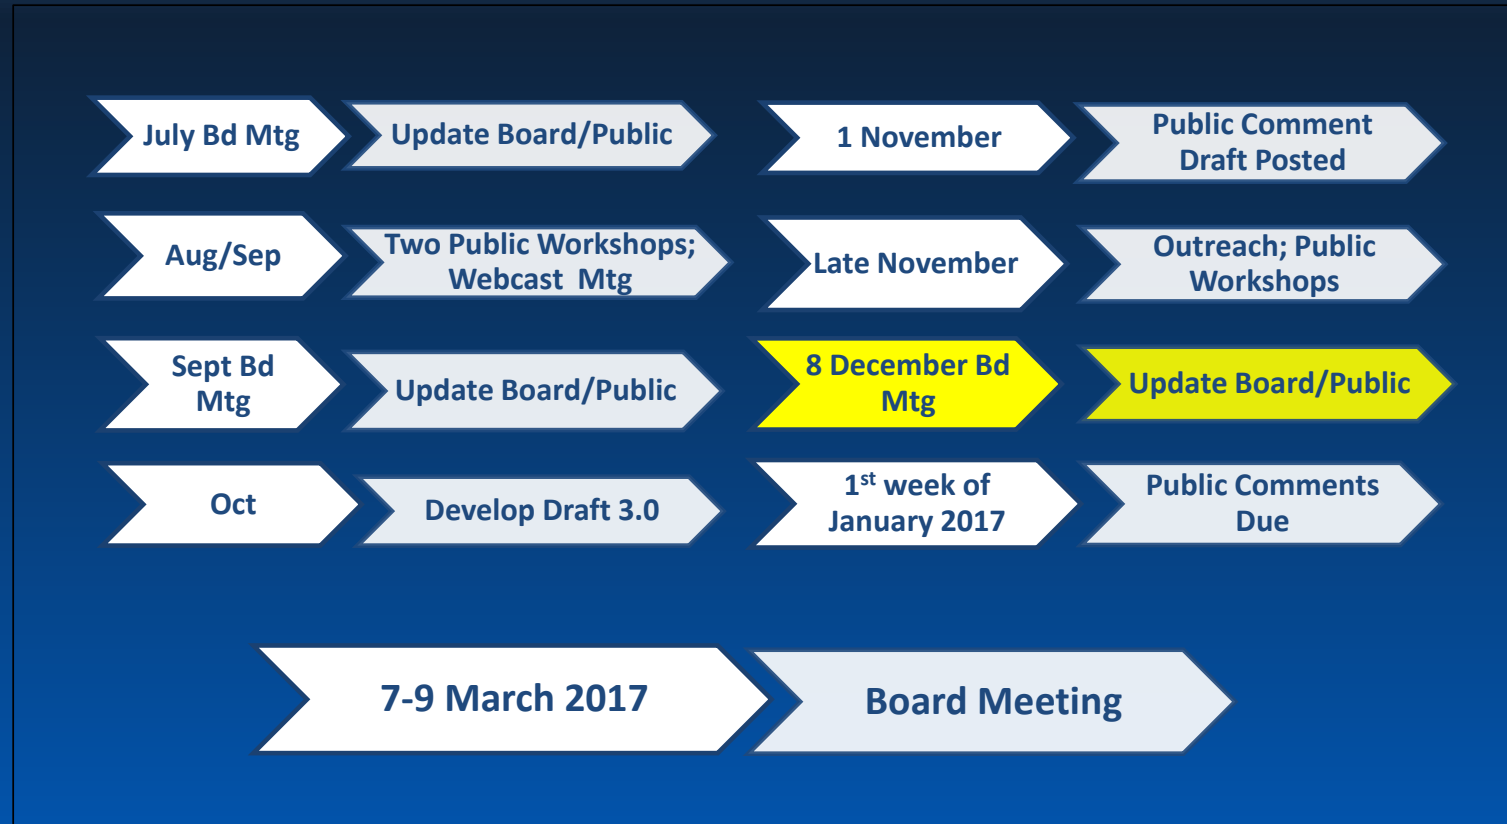 July Bd Mtg
Update Board/Public
Aug/Sep
Two Public Workshops;
Webcast  Mtg
Sept Bd
Mtg
Update Board/Public
Oct
Develop Draft 3.0
1 November
Public Comment
Draft Posted
Late November
Outreach; Public
Workshops
8 December Bd
Mtg
Update Board/Public
1st week of
January 2017
Public Comments
Due
7-9 March 2017
Board Meeting